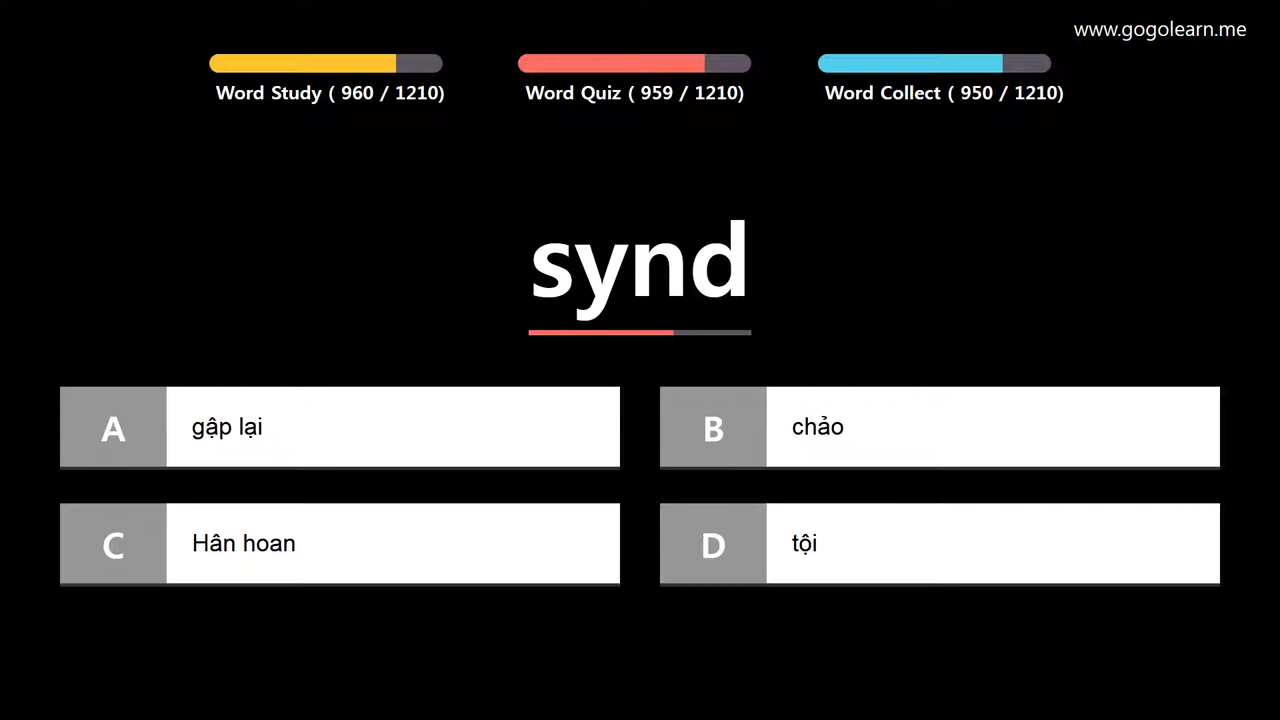 www.gogolearn.me
Word Study ( 960 / 1210)
Word Quiz ( 959 / 1210)
Word Collect ( 950 / 1210)
synd
A
gập lại
B
chảo
C
Hân hoan
D
tội